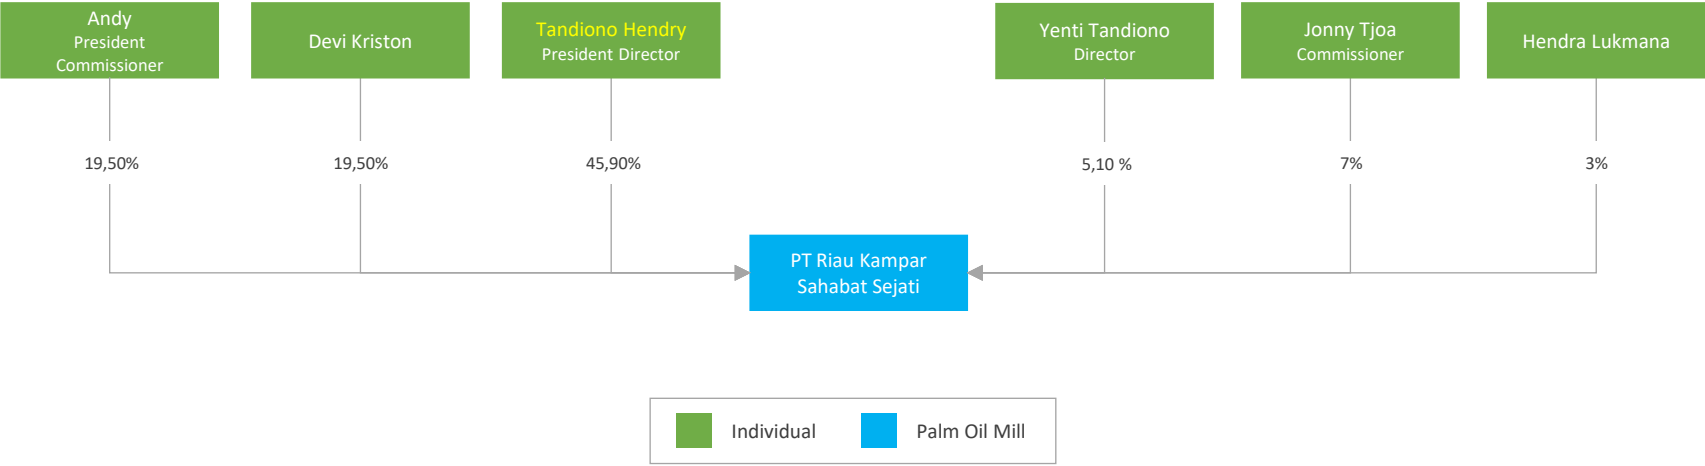 Andy
President
Commissioner
Devi Kriston
Tandiono Hendry
President Director
Yenti Tandiono
Director
Jonny Tjoa
Commissioner
Hendra Lukmana
19,50%
19,50%
45,90%
5,10 %
7%
3%
PT Riau Kampar
Sahabat Sejati
Individual
Palm Oil Mill